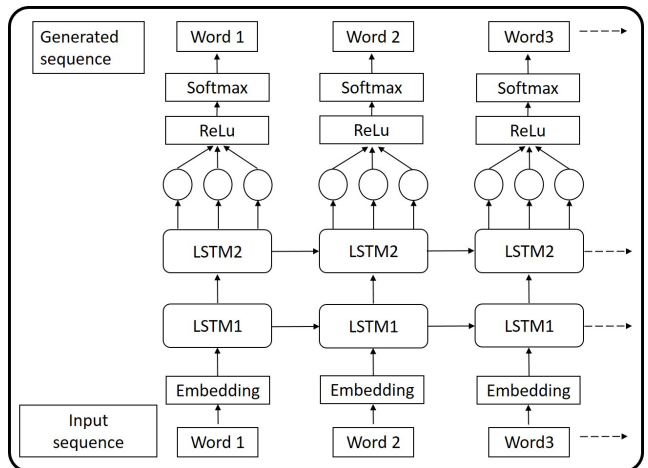 Generated
sequence
Word 1
Word 2
Word3
Softmax
Softmax
Softmax
ReLu
ReLu
ReLu
LSTM2
LSTM2
LSTM2
LSTM1
LSTM1
LSTM1
Embedding
Embedding
Embedding
Input
sequence
Word 1
Word 2
Word3